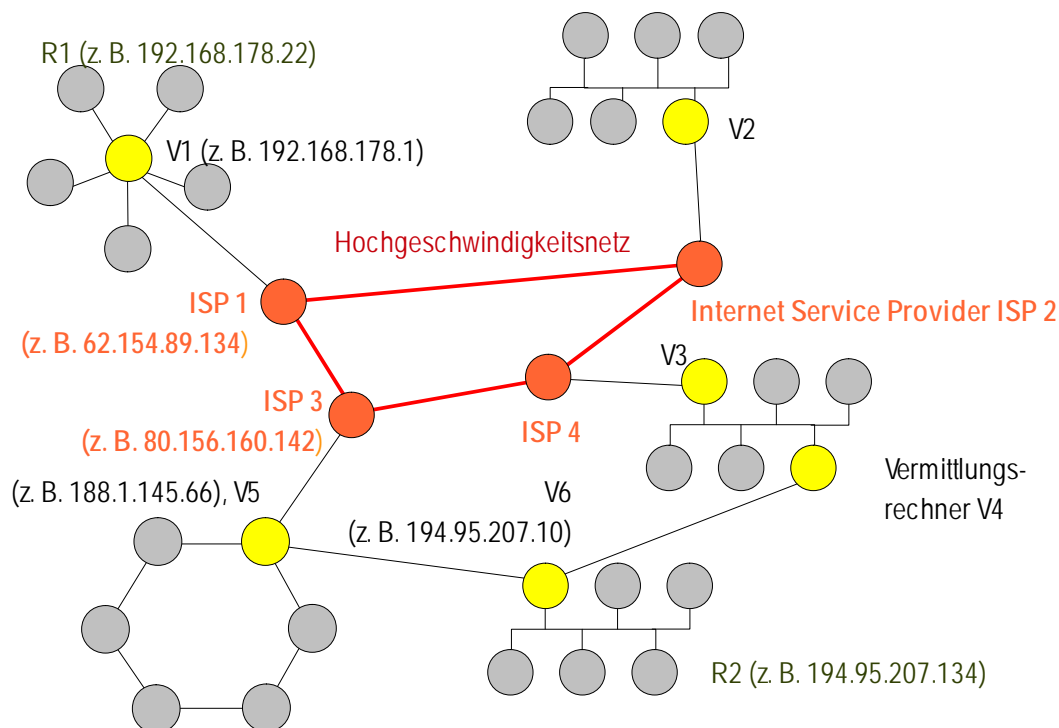 R1 (z. B. 192.168.178.22)
V1 (z. B. 192.168.178.1)
V2
Hochgeschwindigkeitsnetz
ISP 1
(z. B. 62.154.89.134)
Internet Service Provider ISP 2
V3
ISP 3
(z. B. 80.156.160.142)
ISP 4
Vermittlungs-
rechner V4
(z. B. 188.1.145.66), V5
V6
(z. B. 194.95.207.10)
R2 (z. B. 194.95.207.134)